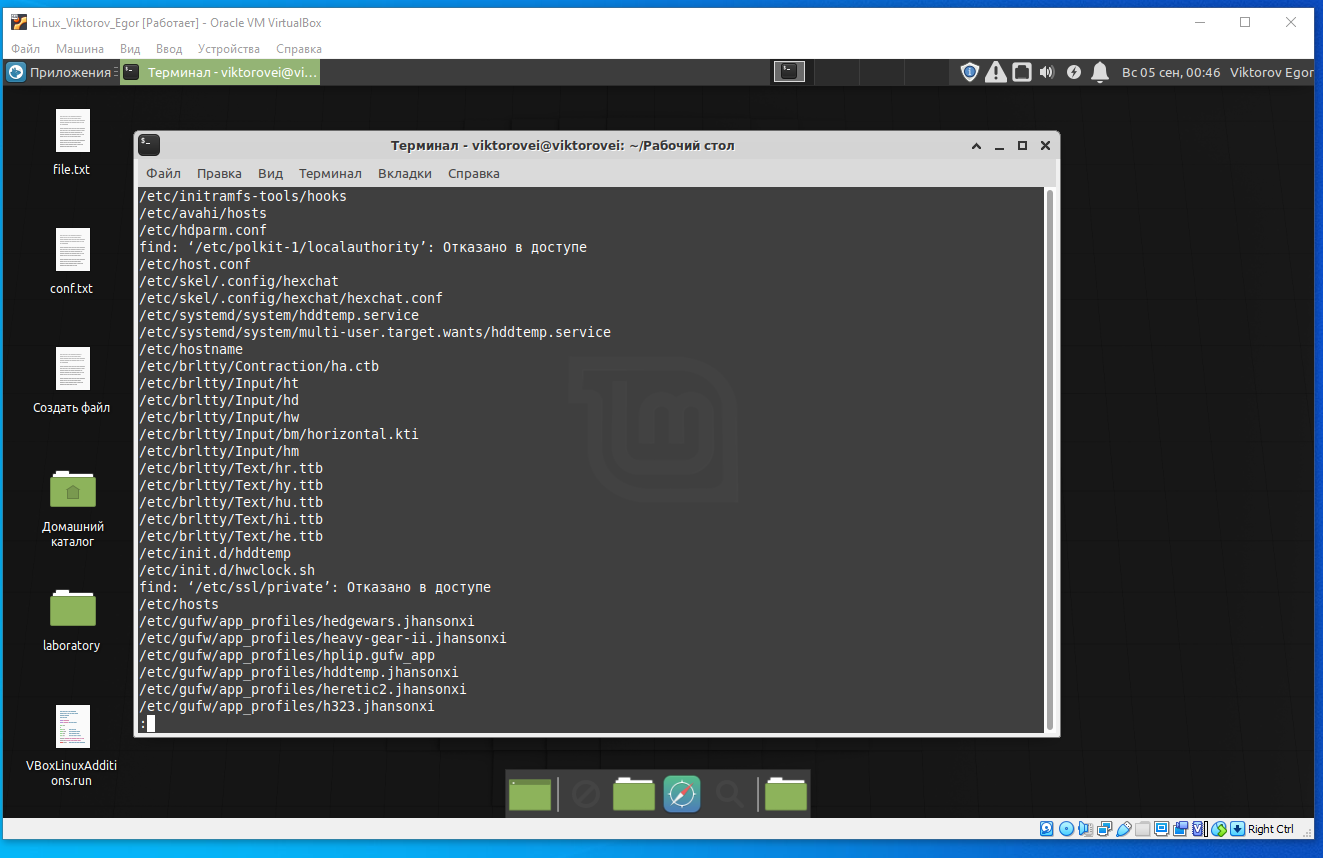 Linux_Viktorov_Egor [Работает] - Oracle VM VirtualBox
Файл Машина Вид Ввод Устройства Справка
Приложения Терминал - viktorovei@vi... Вс 05 сен, 00:46 Viktorov Egor
file.txt
conf.txt
Создать файл
Домашний
каталог
laboratory
VBoxLinuxAdditi
ons.run
Терминал - viktorovei@viktorovei: ~/Рабочий стол
Файл Правка Вид Терминал Вкладки Справка
/etc/initramfs-tools/hooks
/etc/avahi/hosts
/etc/hdparm.conf
find: ‘/etc/polkit-1/localauthority’: Отказано в доступе
/etc/host.conf
/etc/skel/.config/hexchat
/etc/skel/.config/hexchat/hexchat.conf
/etc/systemd/system/hddtemp.service
/etc/systemd/system/multi-user.target.wants/hddtemp.service
/etc/hostname
/etc/brltty/Contraction/ha.ctb
/etc/brltty/Input/ht
/etc/brltty/Input/hd
/etc/brltty/Input/hw
/etc/brltty/Input/bm/horizontal.kti
/etc/brltty/Input/hm
/etc/brltty/Text/hr.ttb
/etc/brltty/Text/hy.ttb
/etc/brltty/Text/hu.ttb
/etc/brltty/Text/hi.ttb
/etc/brltty/Text/he.ttb
/etc/init.d/hddtemp
/etc/init.d/hwclock.sh
find: ‘/etc/ssl/private’: Отказано в доступе
/etc/hosts
/etc/gufw/app_profiles/hedgewars.jhansonxi
/etc/gufw/app_profiles/heavy-gear-ii.jhansonxi
/etc/gufw/app_profiles/hplip.gufw_app
/etc/gufw/app_profiles/hddtemp.jhansonxi
/etc/gufw/app_profiles/heretic2.jhansonxi
/etc/gufw/app_profiles/h323.jhansonxi
:
Right Ctrl